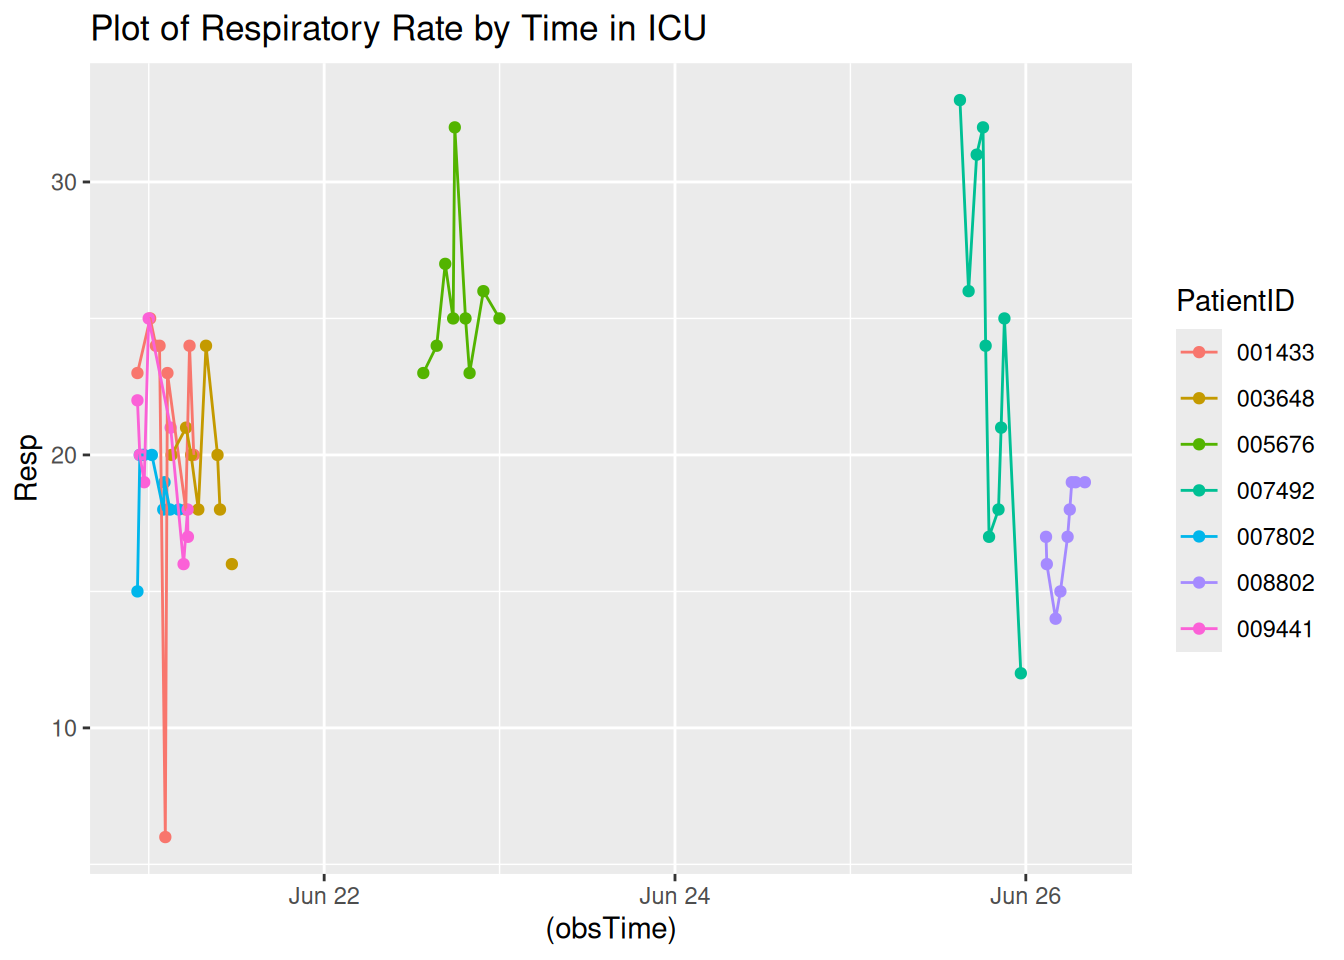 Plot of Respiratory Rate by Time in ICU
Resp
30
20
10
Jun 22
Jun 24
Jun 26
(obsTime)
PatientID
001433
003648
005676
007492
007802
008802
009441